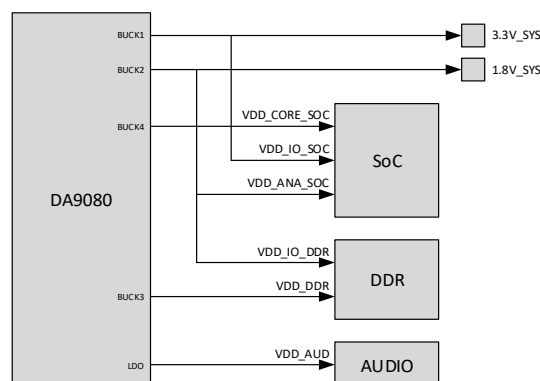 BUCK1
3.3V_SYS
BUCK2
1.8V_SYS
VDD_CORE_SOC
BUCK4
VDD_IO_SOC
SoC
VDD_ANA_SOC
DA9080
VDD_IO_DDR
DDR
VDD_DDR
BUCK3
VDD_AUD
LDO
AUDIO